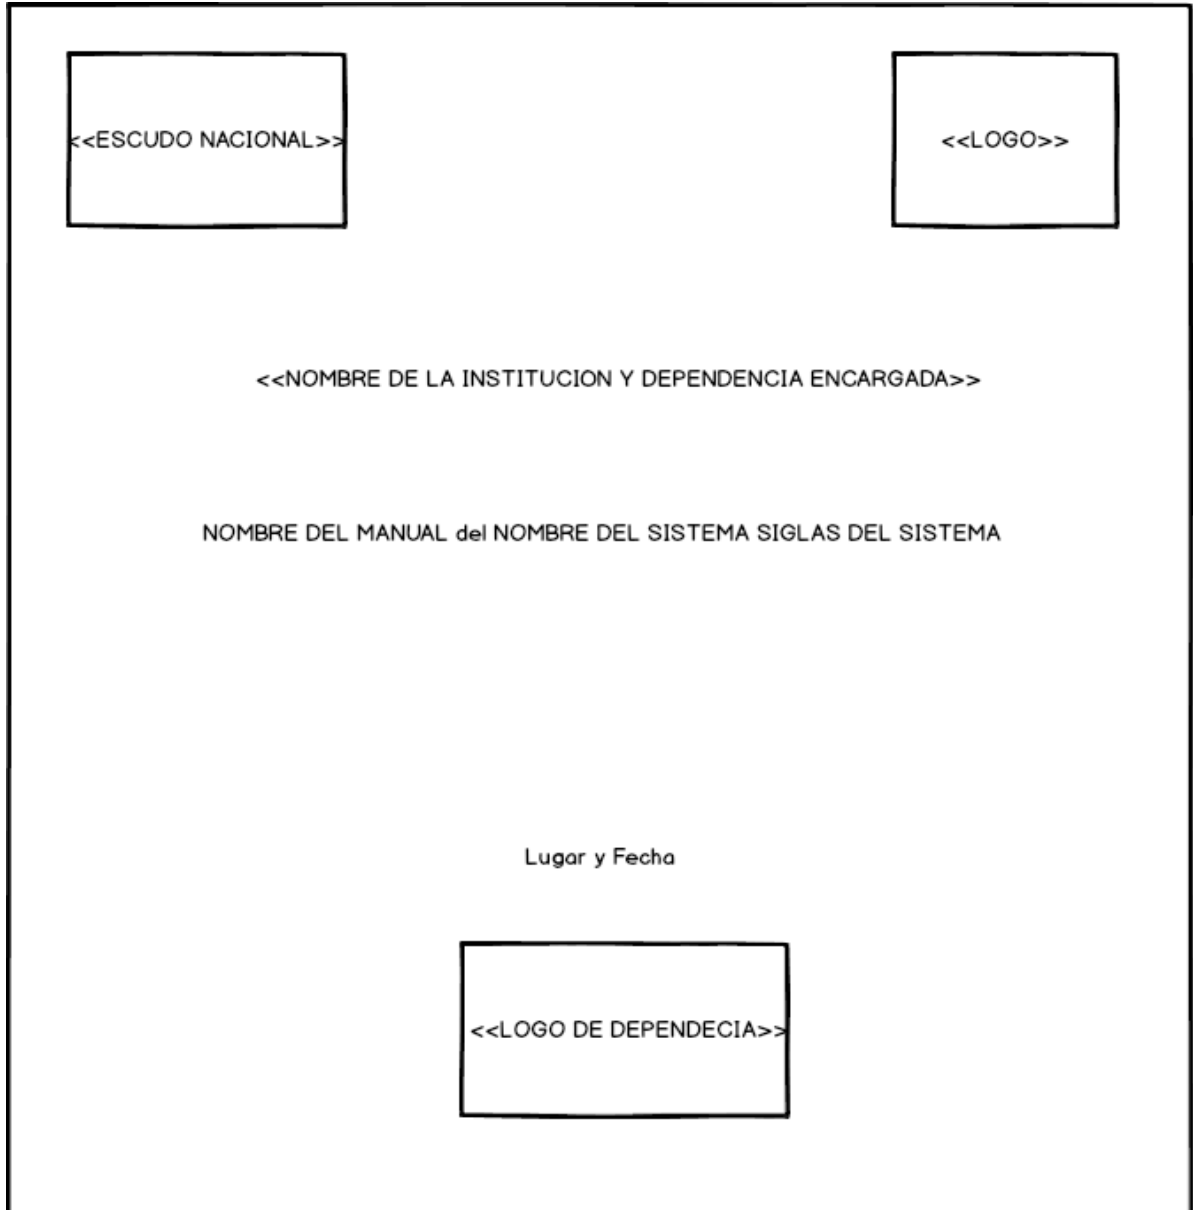 <<ESCUDO NACIONAL>>
<<LOGO>>
<<NOMBRE DE LA INSTITUCION Y DEPENDENCIA ENCARGADA>>
NOMBRE DEL MANUAL del NOMBRE DEL SISTEMA SIGLAS DEL SISTEMA
Lugar y Fecha
<<LOGO DE DEPENDECIA>>